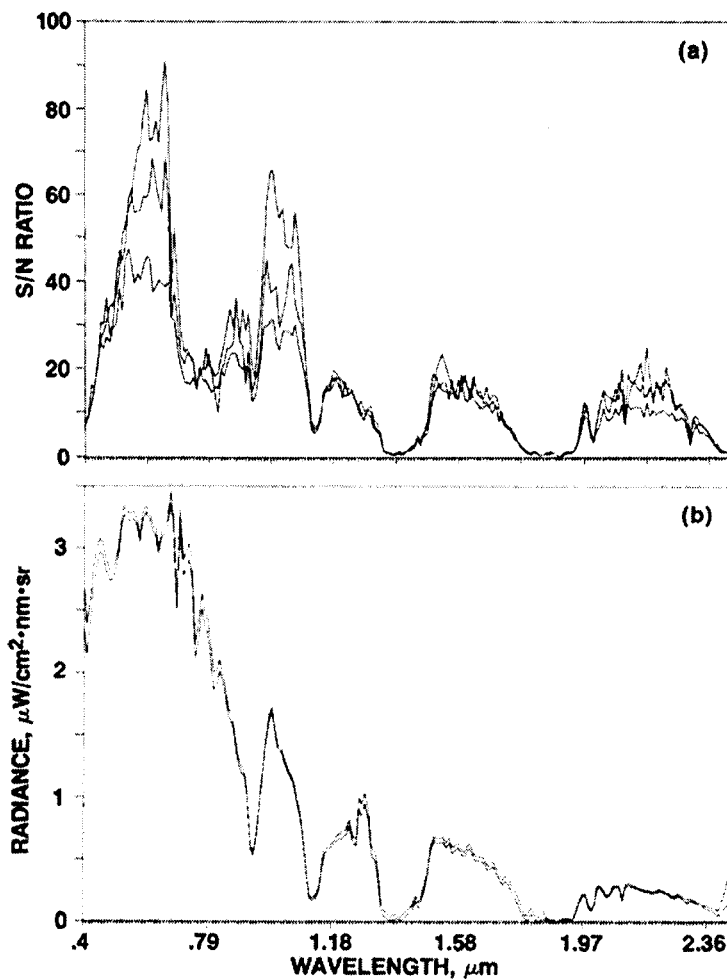 100
(a)
80
60
S/N RATIO
40
20
0
(b)
3
2
RADIANCE, μW/cm²•nm•sr
1
0
.4 .79 1.18 1.58 1.97 2.36
WAVELENGTH, μm